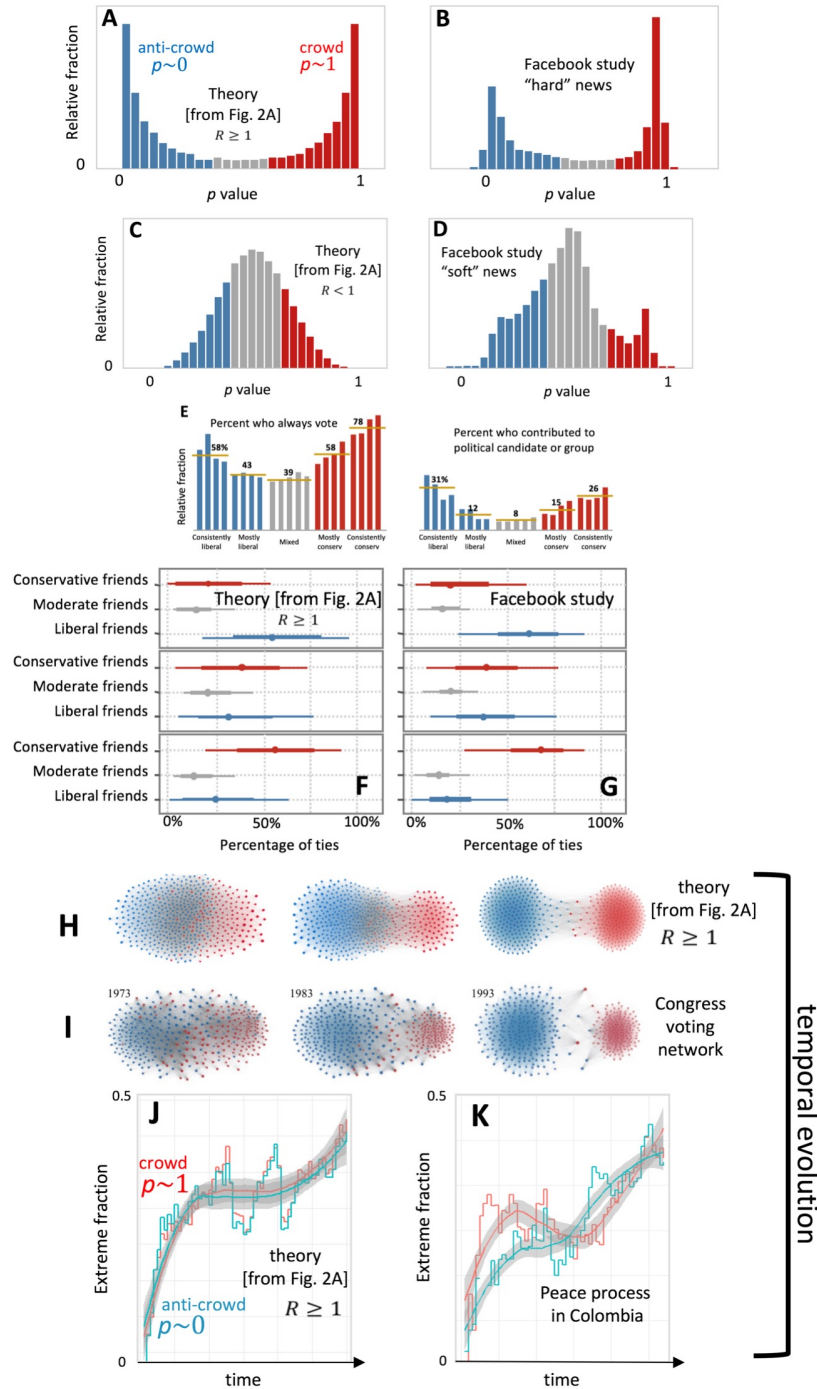 A
anti-crowd
p~0
crowd
p~1
Theory
[from Fig. 2A]
R ≥ 1
Relative fraction
0
0
1
p value
B
Facebook study
“hard” news
0
1
p value
C
Theory
[from Fig. 2A]
R < 1
Relative fraction
0
0
1
p value
D
Facebook study
“soft” news
0
1
p value
E
Percent who always vote
Relative fraction
58%
43
39
58
78
Consistently
liberal
Mostly
liberal
Mixed
Mostly
conserv
Consistently
conserv
Percent who contributed to
political candidate or group
31%
12
8
15
26
Consistently
liberal
Mostly
liberal
Mixed
Mostly
conserv
Consistently
conserv
Conservative friends
Moderate friends
Liberal friends
Conservative friends
Moderate friends
Liberal friends
Conservative friends
Moderate friends
Liberal friends
Theory [from Fig. 2A]
R ≥ 1
F
0%
50%
100%
Percentage of ties
Facebook study
G
0%
50%
100%
Percentage of ties
H
theory
[from Fig. 2A]
R ≥ 1
I
1973
1983
1993
Congress
voting
network
temporal evolution
0.5
J
crowd
p~1
Extreme fraction
theory
[from Fig. 2A]
R ≥ 1
anti-crowd
p~0
0
time
0.5
K
Extreme fraction
Peace process
in Colombia
0
time